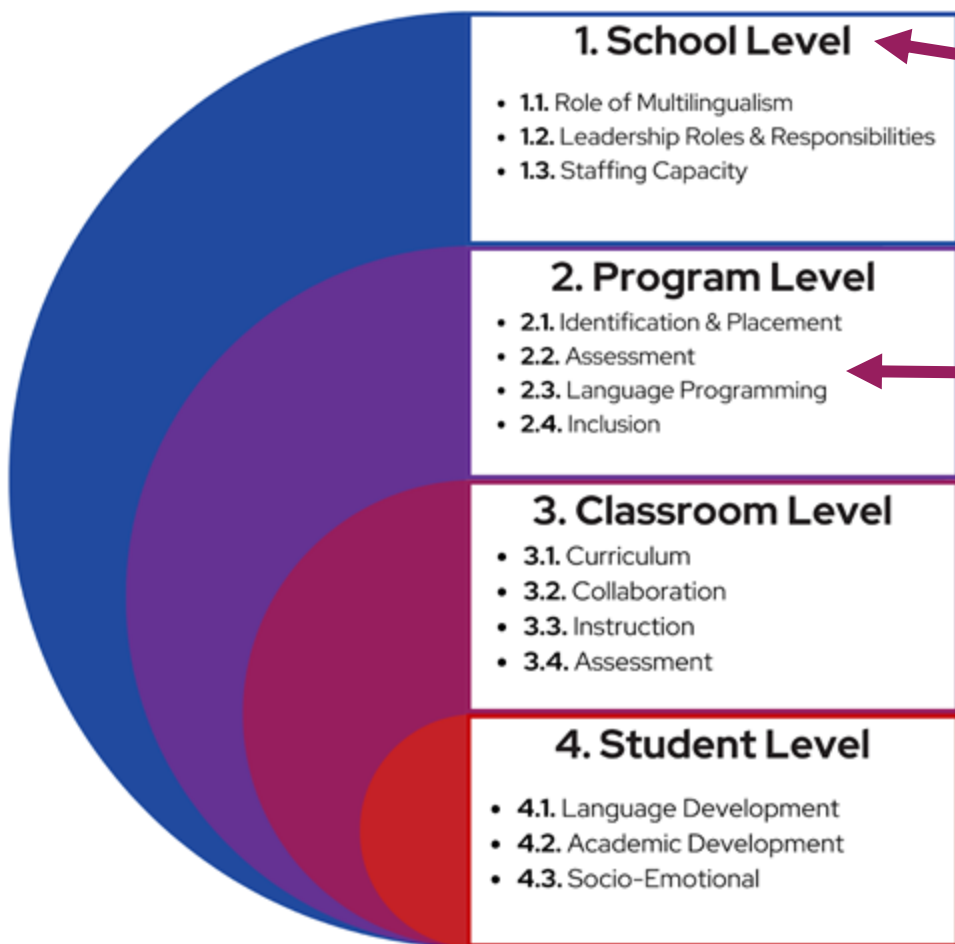 1. School Level
• 1.1. Role of Multilingualism
• 1.2. Leadership Roles & Responsibilities
• 1.3. Staffing Capacity
2. Program Level
• 2.1. Identification & Placement
• 2.2. Assessment
• 2.3. Language Programming
• 2.4. Inclusion
3. Classroom Level
• 3.1. Curriculum
• 3.2. Collaboration
• 3.3. Instruction
• 3.4. Assessment
4. Student Level
• 4.1. Language Development
• 4.2. Academic Development
• 4.3. Socio-Emotional